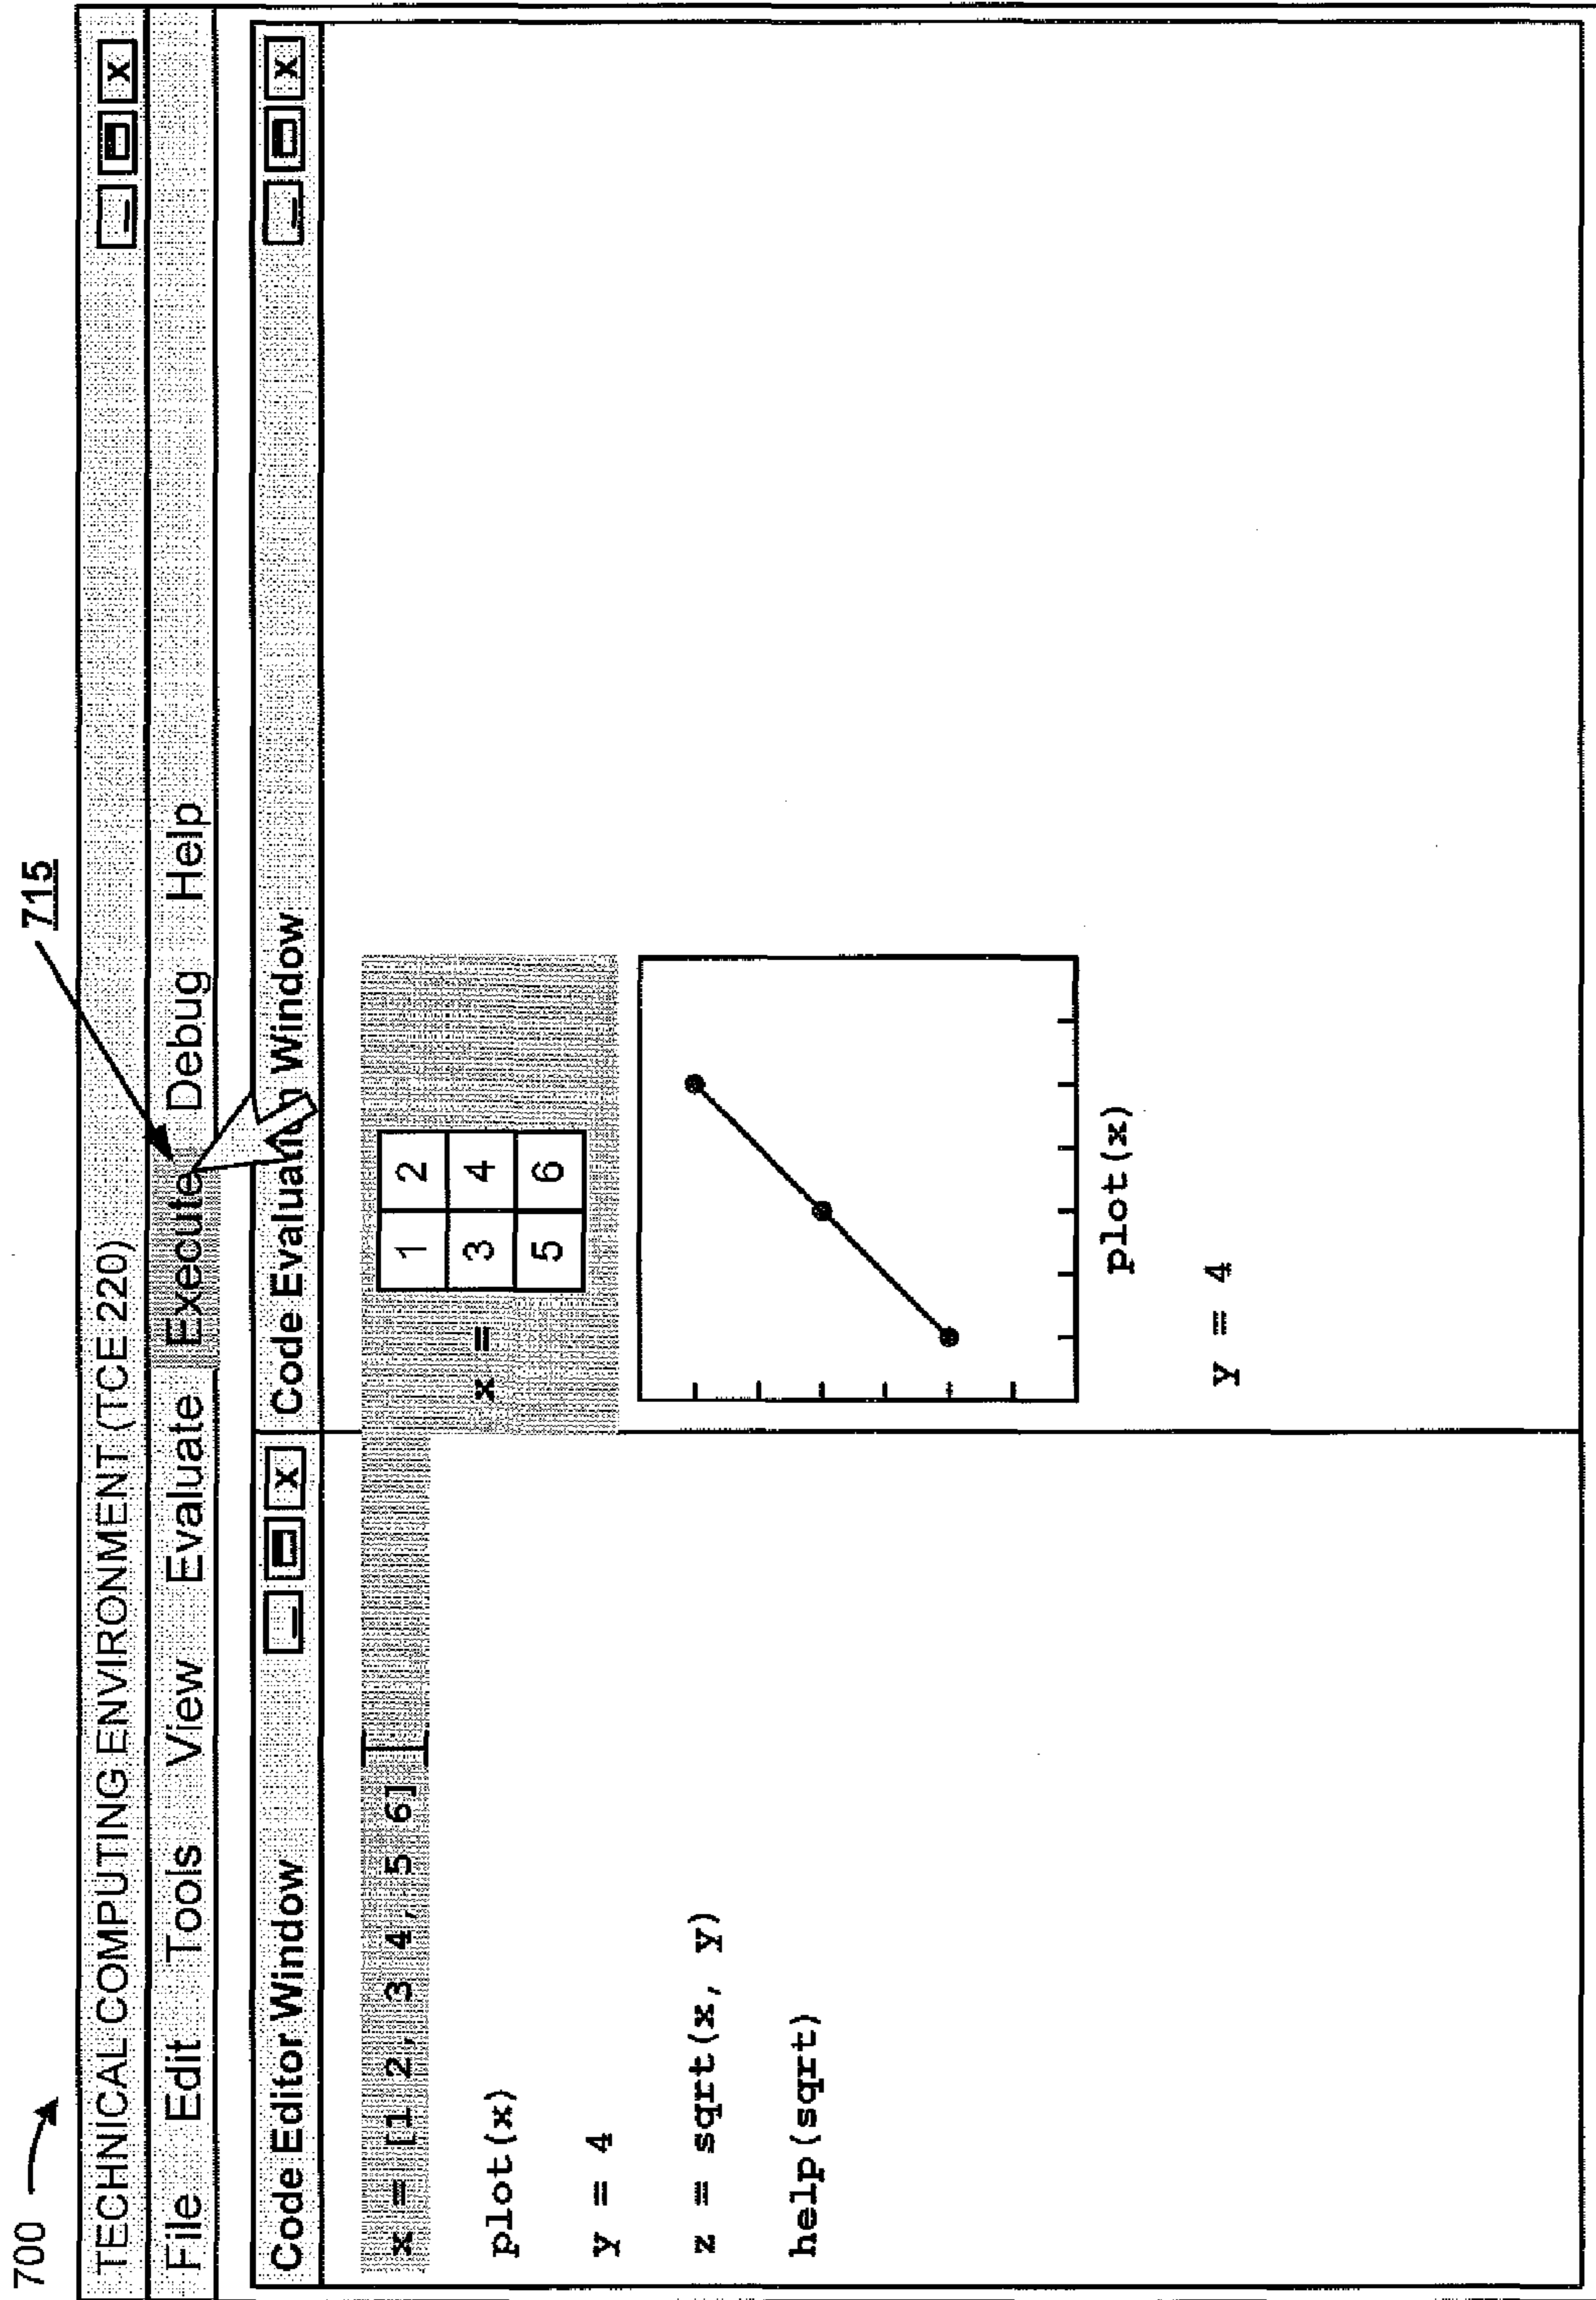 700
715
TECHNICAL COMPUTING ENVIRONMENT (TCE 220)
File Edit Tools View Evaluate Execute Debug Help
Code Editor Window
x = [1 2, 3 4, 5 6]
plot(x)
y = 4
z = sqrt(x, y)
help(sqrt)
Code Evaluation Window
x =
1 2
3 4
5 6
plot(x)
y = 4